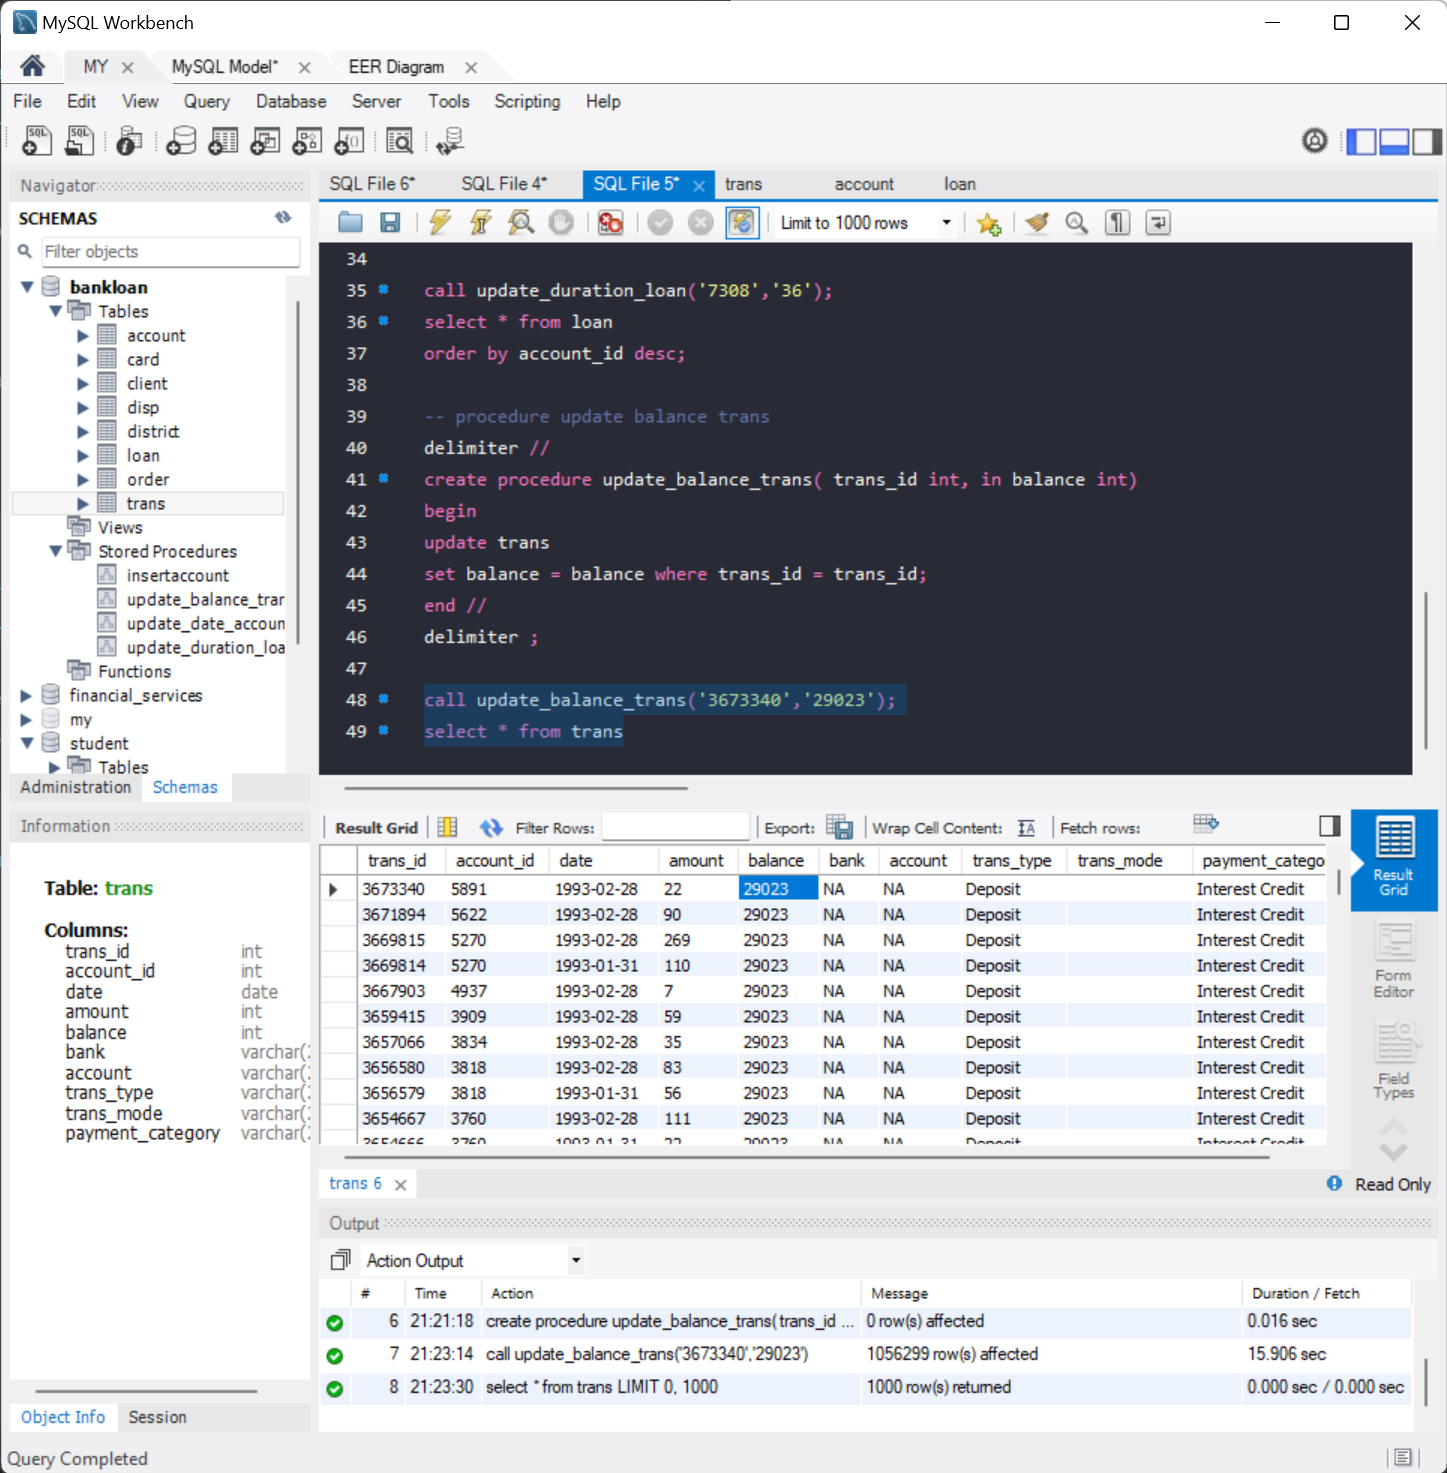 MySQL Workbench
MY
MySQL Model*
EER Diagram
File Edit View Query Database Server Tools Scripting Help
Navigator
SCHEMAS
Filter objects
bankloan
Tables
account
card
client
disp
district
loan
order
trans
Views
Stored Procedures
insertaccount
update_balance_trar
update_date_accoun
update_duration_loa
Functions
financial_services
my
student
Tables
Administration Schemas
Information
Table: trans
Columns:
trans_id int
account_id int
date date
amount int
balance int
bank varchar(
account varchar(
trans_type varchar(
trans_mode varchar(
payment_category varchar(
Object Info Session
SQL File 6* SQL File 4* SQL File 5* trans account loan
Limit to 1000 rows
34
35 call update_duration_loan('7308','36');
36 select * from loan
37 order by account_id desc;
38
39 -- procedure update balance trans
40 delimiter //
41 create procedure update_balance_trans( trans_id int, in balance int)
42 begin
43 update trans
44 set balance = balance where trans_id = trans_id;
45 end //
46 delimiter ;
47
48 call update_balance_trans('3673340','29023');
49 select * from trans
Result Grid Filter Rows: Export: Wrap Cell Content: Fetch rows:
trans_id account_id date amount balance bank account trans_type trans_mode payment_catego
3673340 5891 1993-02-28 22 29023 NA NA Deposit Interest Credit
3671894 5622 1993-02-28 90 29023 NA NA Deposit Interest Credit
3669815 5270 1993-02-28 269 29023 NA NA Deposit Interest Credit
3669814 5270 1993-01-31 110 29023 NA NA Deposit Interest Credit
3667903 4937 1993-02-28 7 29023 NA NA Deposit Interest Credit
3659415 3909 1993-02-28 59 29023 NA NA Deposit Interest Credit
3657066 3834 1993-02-28 35 29023 NA NA Deposit Interest Credit
3656580 3818 1993-02-28 83 29023 NA NA Deposit Interest Credit
3656579 3818 1993-01-31 56 29023 NA NA Deposit Interest Credit
3654667 3760 1993-02-28 111 29023 NA NA Deposit Interest Credit
3654666 3760 1993-01-31 22 29023 NA NA Deposit Interest Credit
Result Grid
Form Editor
Field Types
trans 6
Read Only
Output
Action Output
# Time Action Message Duration / Fetch
6 21:21:18 create procedure update_balance_trans( trans_id ... 0 row(s) affected 0.016 sec
7 21:23:14 call update_balance_trans('3673340','29023') 1056299 row(s) affected 15.906 sec
8 21:23:30 select * from trans LIMIT 0, 1000 1000 row(s) returned 0.000 sec / 0.000 sec
Query Completed